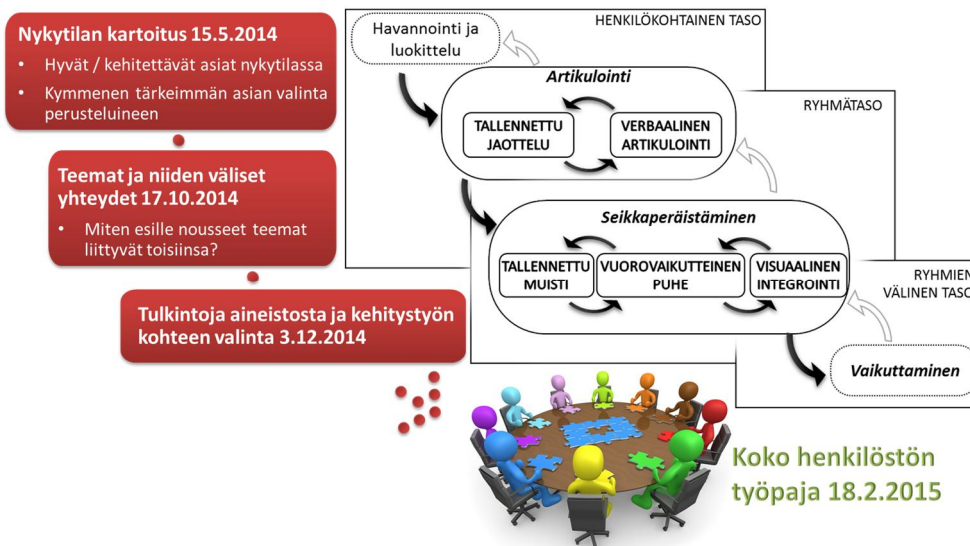 Nykytilan kartoitus 15.5.2014
• Hyvät / kehitettävät asiat nykytilassa
• Kymmenen tärkeimmän asian valinta
perusteluineen
Teemat ja niiden väliset
yhteydet 17.10.2014
• Miten esille nousseet teemat
liittyvät toisiinsa?
Tulkintoja aineistosta ja kehitystyön
kohteen valinta 3.12.2014
HENKILÖKOHTAINEN TASO
Havannointi ja
luokittelu
Artikulointi
TALLENNETTU
JAOTTELU
VERBAALINEN
ARTIKULOINTI
RYHMÄTASO
Seikkaperäistäminen
TALLENNETTU
MUISTI
VUOROVAIKUTTEINEN
PUHE
VISUAALINEN
INTEGROINTI
RYHMIEN
VÄLINEN TASO
Vaikuttaminen
Koko henkilöstön
työpaja 18.2.2015